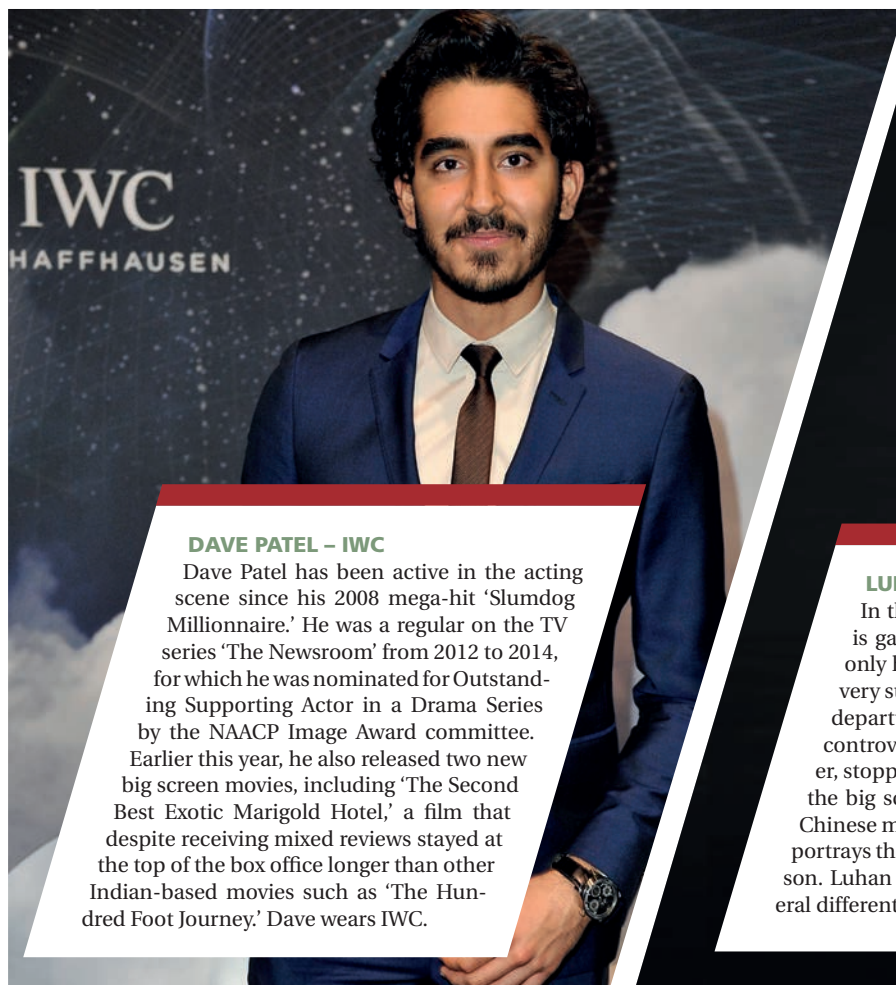 IWC
HAFFHAUSEN
DAVE PATEL – IWC
Dave Patel has been active in the acting
scene since his 2008 mega-hit ‘Slumdog
Millionnaire.’ He was a regular on the TV
series ‘The Newsroom’ from 2012 to 2014,
for which he was nominated for Outstand-
ing Supporting Actor in a Drama Series
by the NAACP Image Award committee.
Earlier this year, he also released two new
big screen movies, including ‘The Second
Best Exotic Marigold Hotel,’ a film that
despite receiving mixed reviews stayed at
the top of the box office longer than other
Indian-based movies such as ‘The Hun-
dred Foot Journey.’ Dave wears IWC.
LU
In t
is ga
only
very s
depart
controv
er, stopp
the big s
Chinese m
portrays th
son. Luhan
eral different